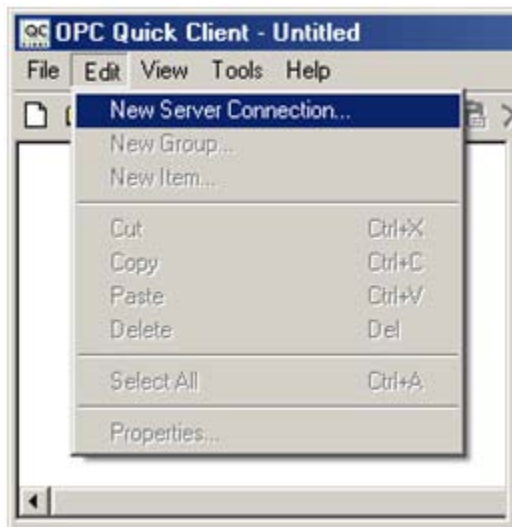 QC OPC Quick Client - Untitled
File Edit View Tools Help
New Server Connection...
New Group...
New Item...
Cut Ctrl+X
Copy Ctrl+C
Paste Ctrl+V
Delete Del
Select All Ctrl+A
Properties...